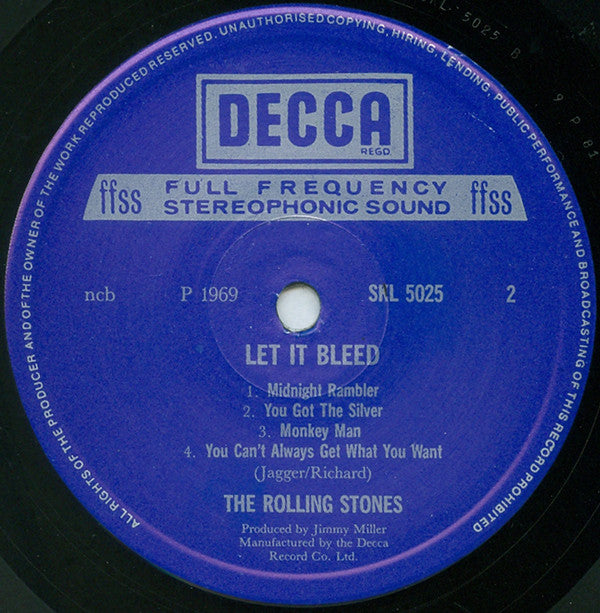 ALL RIGHTS OF THE PRODUCER AND OF THE OWNER OF THE WORK REPRODUCED RESERVED. UNAUTHORISED COPYING, HIRING, LENDING, PUBLIC PERFORMANCE AND BROADCASTING OF THIS RECORD PROHIBITED
DECCA
REGD.
ffss FULL FREQUENCY STEREOPHONIC SOUND ffss
ncb P 1969 SKL 5025 2
LET IT BLEED
1. Midnight Rambler
2. You Got The Silver
3. Monkey Man
4. You Can't Always Get What You Want
(Jagger/Richard)
THE ROLLING STONES
Produced by Jimmy Miller
Manufactured by the Decca
Record Co. Ltd.